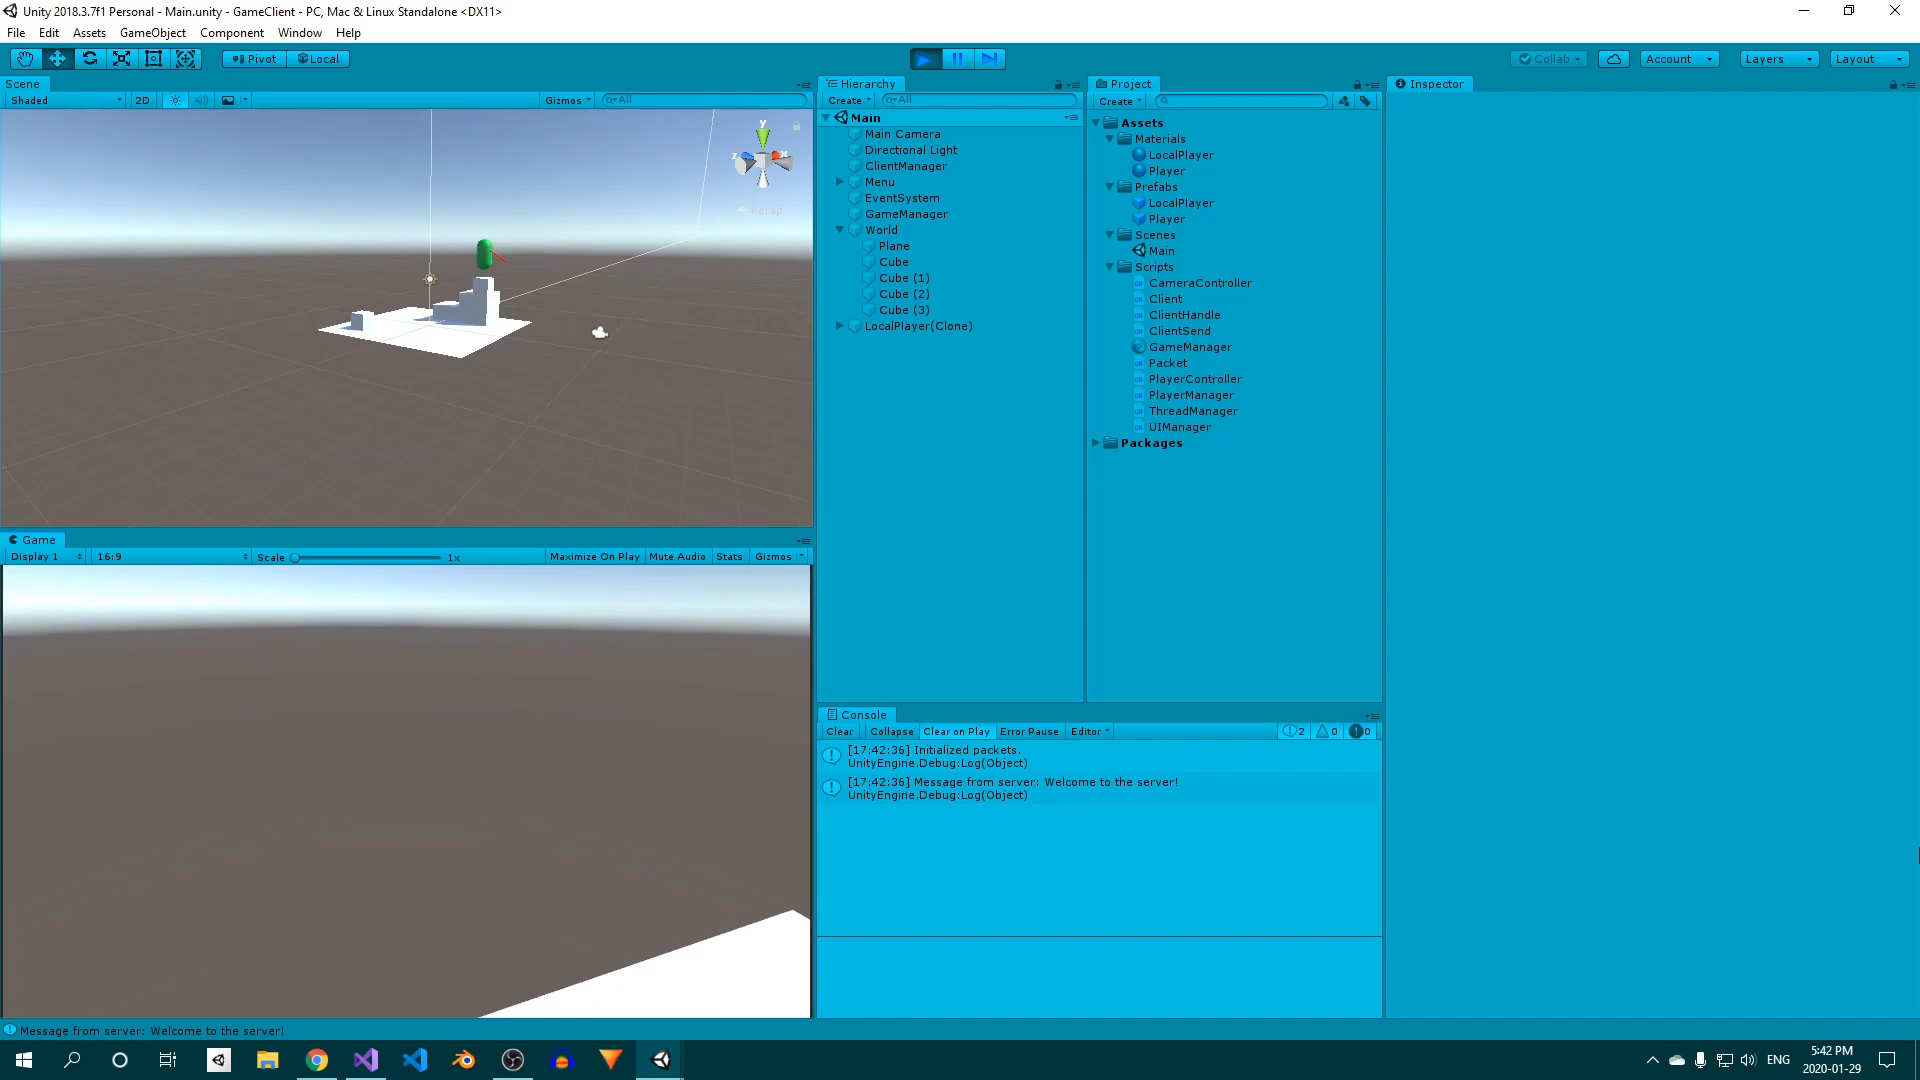 Unity 2018.3.7f1 Personal - Main.unity - GameClient - PC, Mac & Linux Standalone <DX11>
File Edit Assets GameObject Component Window Help
Pivot Local Collab Account Layers Layout
Scene
Shaded 2D Gizmos All
y
z x
Persp
Game
Display 1 16:9 Scale 1x Maximize On Play Mute Audio Stats Gizmos
Hierarchy
Create All
Main
Main Camera
Directional Light
ClientManager
Menu
EventSystem
GameManager
World
Plane
Cube
Cube (1)
Cube (2)
Cube (3)
LocalPlayer(Clone)
Project
Create
Assets
Materials
LocalPlayer
Player
Prefabs
LocalPlayer
Player
Scenes
Main
Scripts
CameraController
Client
ClientHandle
ClientSend
GameManager
Packet
PlayerController
PlayerManager
ThreadManager
UIManager
Packages
Inspector
Console
Clear Collapse Clear on Play Error Pause Editor 2 0 0
[17:42:36] Initialized packets.
UnityEngine.Debug:Log(Object)
[17:42:36] Message from server: Welcome to the server!
UnityEngine.Debug:Log(Object)
Message from server: Welcome to the server!
ENG
5:42 PM
2020-01-29